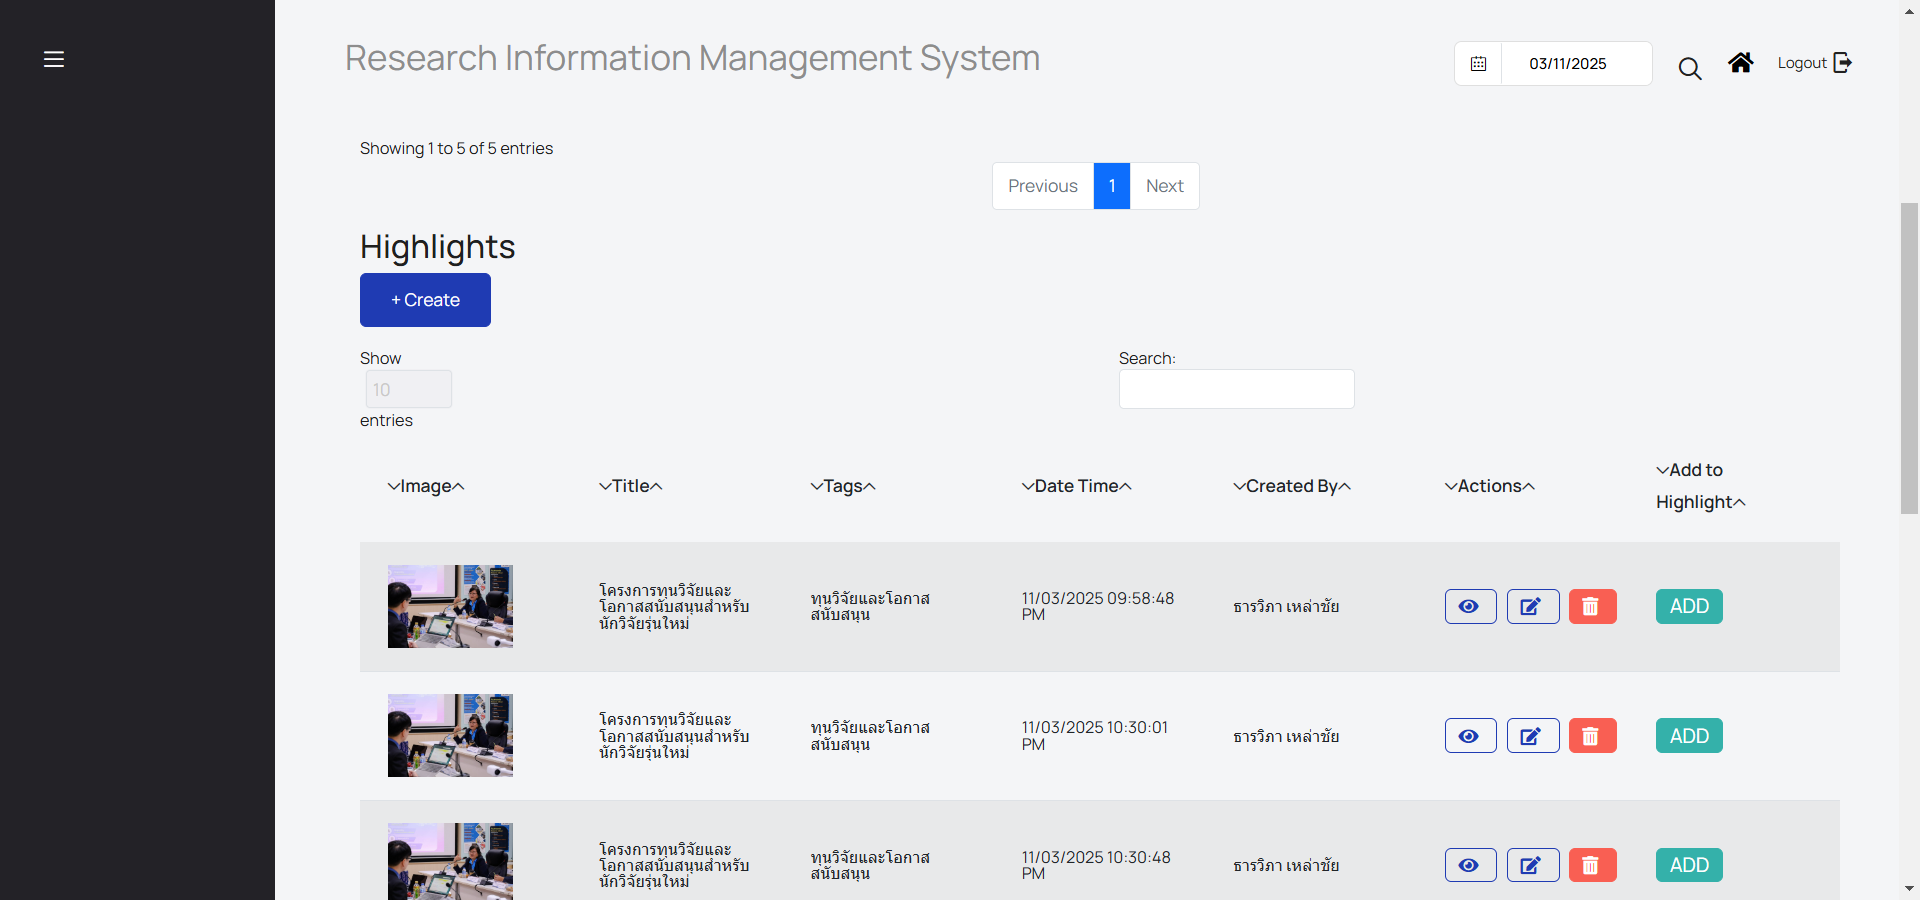 Research Information Management System
03/11/2025
Logout
Showing 1 to 5 of 5 entries
Previous 1 Next
Highlights
+ Create
Show
10
entries
Search:
Image Title Tags Date Time Created By Actions Add to
Highlight
โครงการทุนวิจัยและ
โอกาสสนับสนุนสำหรับ
นักวิจัยรุ่นใหม่
ทุนวิจัยและโอกาส
สนับสนุน
11/03/2025 09:58:48
PM
ธารวิภา เหล่าชัย
ADD
โครงการทุนวิจัยและ
โอกาสสนับสนุนสำหรับ
นักวิจัยรุ่นใหม่
ทุนวิจัยและโอกาส
สนับสนุน
11/03/2025 10:30:01
PM
ธารวิภา เหล่าชัย
ADD
โครงการทุนวิจัยและ
โอกาสสนับสนุนสำหรับ
นักวิจัยรุ่นใหม่
ทุนวิจัยและโอกาส
สนับสนุน
11/03/2025 10:30:48
PM
ธารวิภา เหล่าชัย
ADD